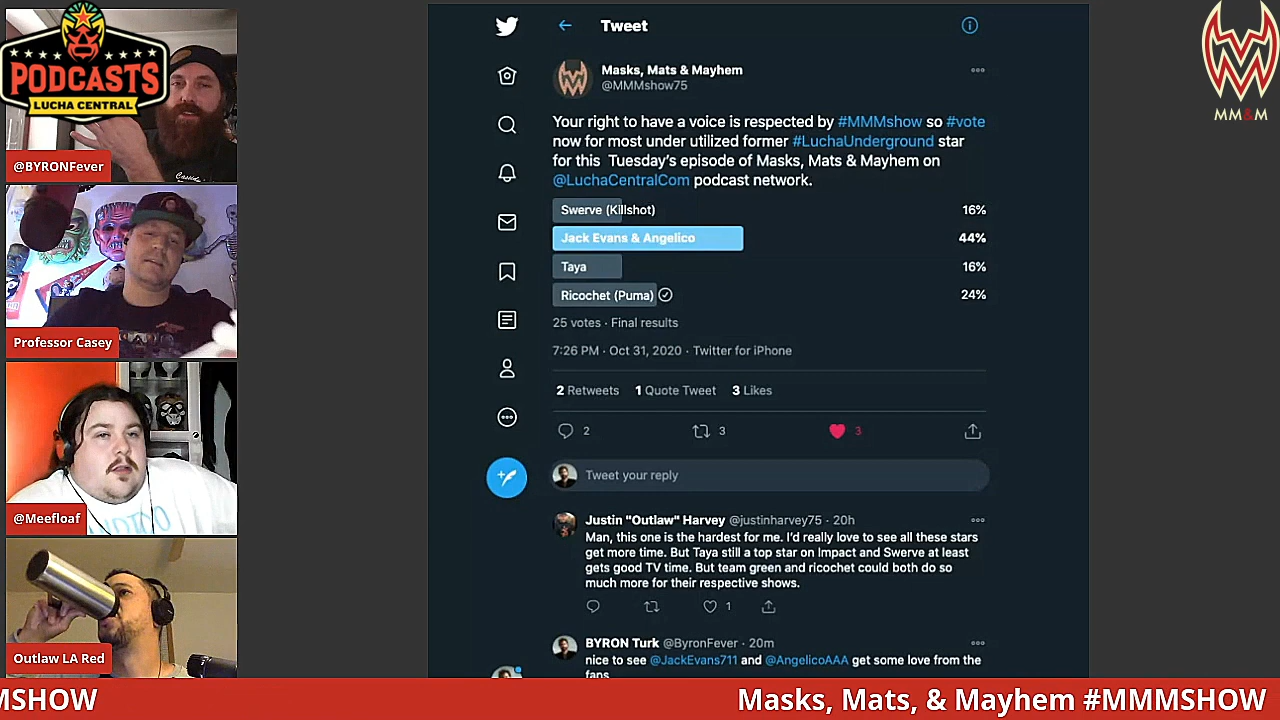 PODCASTS
LUCHA CENTRAL
@BYRONFever
Professor Casey
@Meefloaf
Outlaw LA Red
MM&M
Tweet
Masks, Mats & Mayhem
@MMMshow75
Your right to have a voice is respected by #MMMshow so #vote
now for most under utilized former #LuchaUnderground star
for this Tuesday's episode of Masks, Mats & Mayhem on
@LuchaCentralCom podcast network.
Swerve (Killshot) 16%
Jack Evans & Angelico 44%
Taya 16%
Ricochet (Puma) 24%
25 votes · Final results
7:26 PM · Oct 31, 2020 · Twitter for iPhone
2 Retweets 1 Quote Tweet 3 Likes
2 3 3
Tweet your reply
Justin "Outlaw" Harvey @justinharvey75 · 20h
Man, this one is the hardest for me. I'd really love to see all these stars
get more time. But Taya still a top star on Impact and Swerve at least
gets good TV time. But team green and ricochet could both do so
much more for their respective shows.
1
BYRON Turk @ByronFever · 20m
nice to see @JackEvans711 and @AngelicoAAA get some love from the
fans
MSHOW Masks, Mats, & Mayhem #MMMSHOW